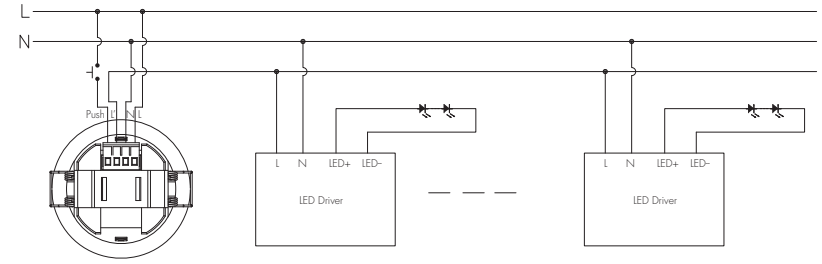 L
N
Push L' N L
L N LED+ LED–
L N LED+ LED–
LED Driver
LED Driver